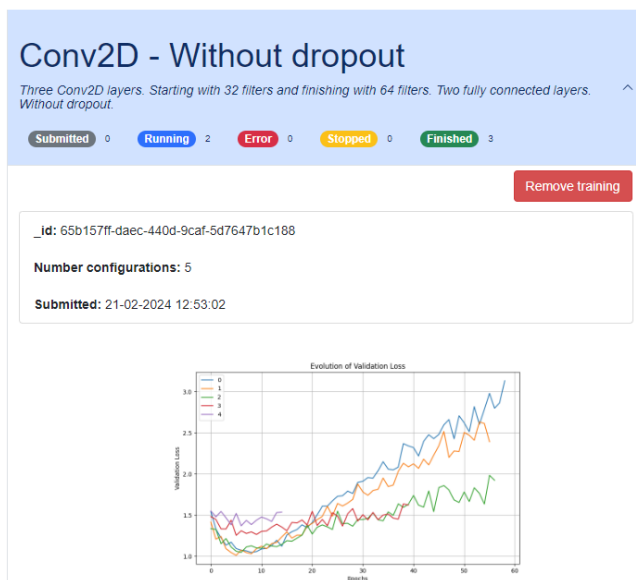 Conv2D - Without dropout
Three Conv2D layers. Starting with 32 filters and finishing with 64 filters. Two fully connected layers.
Without dropout.
Submitted 0 Running 2 Error 0 Stopped 0 Finished 3
Remove training
_id: 65b157ff-daec-440d-9caf-5d7647b1c188
Number configurations: 5
Submitted: 21-02-2024 12:53:02
Evolution of Validation Loss
0
1
2
3
4
3.0
2.5
2.0
1.5
1.0
Validation Loss
0 10 20 30 40 50 60
Epochs